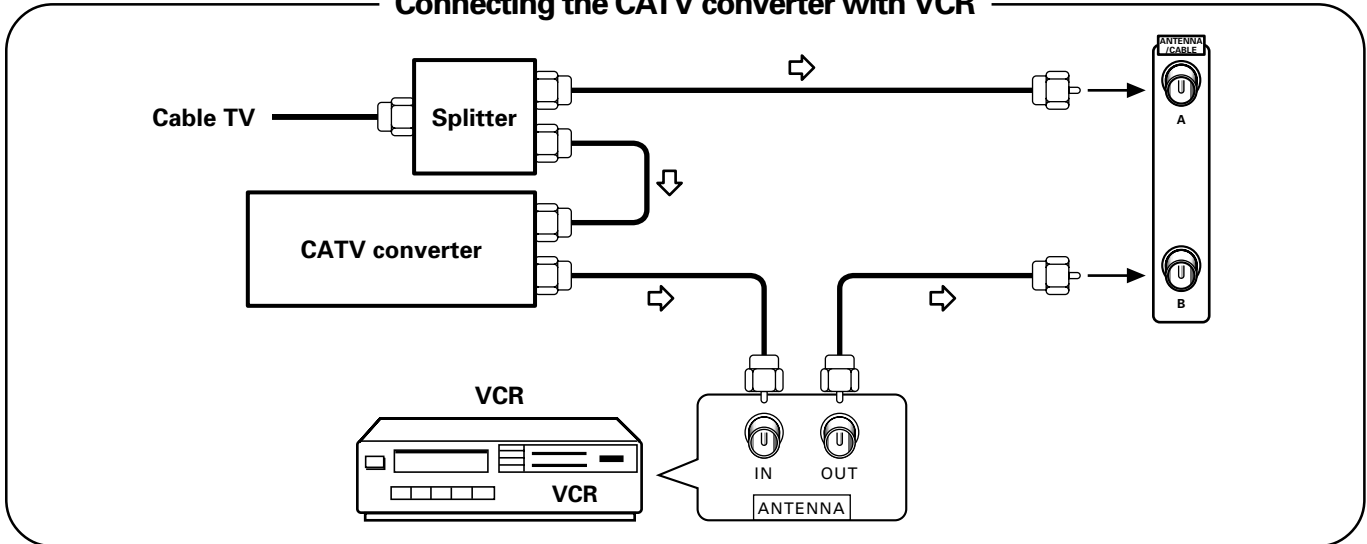 Connecting the CATV converter with VCR
ANTENNA
/CABLE
Cable TV
Splitter
A
CATV converter
B
VCR
IN
OUT
VCR
ANTENNA